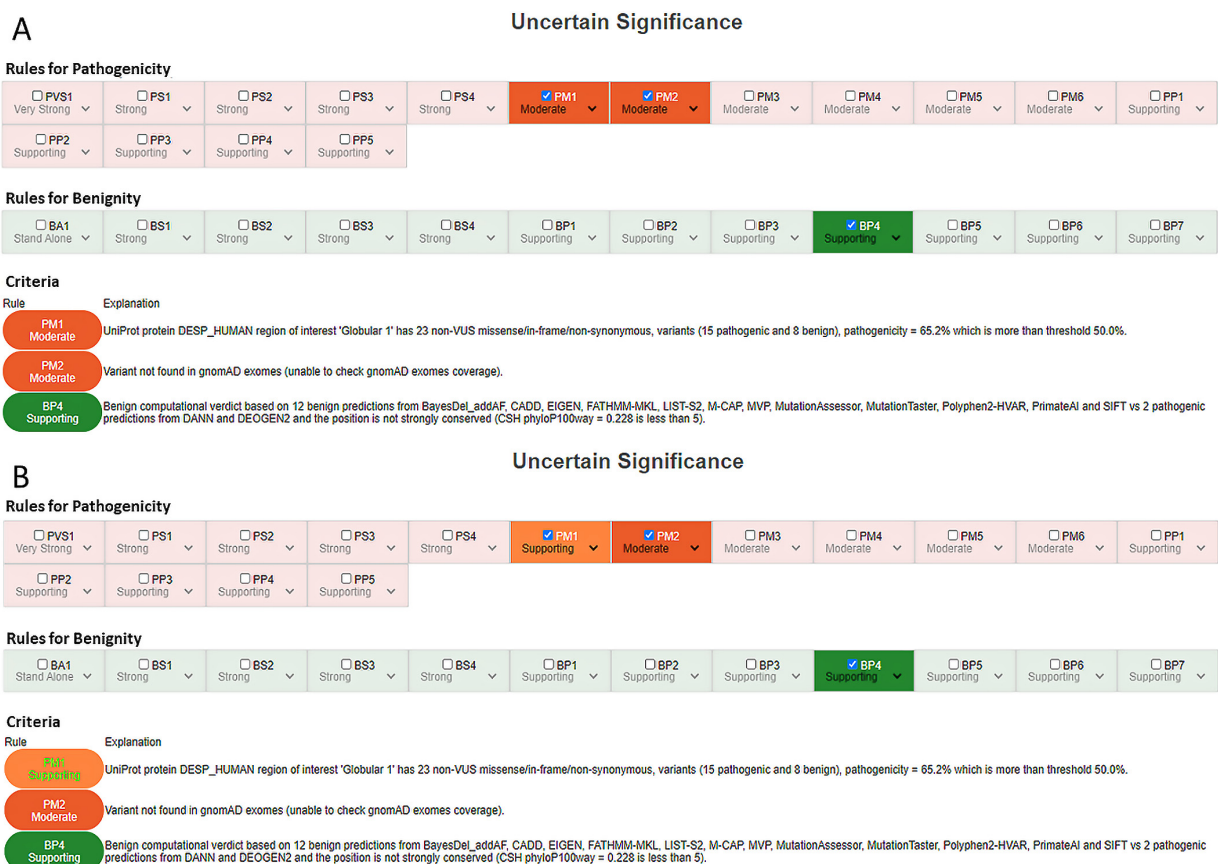 A
Uncertain Significance
Rules for Pathogenicity
PVS1 PS1 PS2 PS3 PS4 PM1 PM2 PM3 PM4 PM5 PM6 PP1
Very Strong Strong Strong Strong Strong Moderate Moderate Moderate Moderate Moderate Moderate Supporting
PP2 PP3 PP4 PP5
Supporting Supporting Supporting Supporting
Rules for Benignity
BA1 BS1 BS2 BS3 BS4 BP1 BP2 BP3 BP4 BP5 BP6 BP7
Stand Alone Strong Strong Strong Strong Supporting Supporting Supporting Supporting Supporting Supporting Supporting
Criteria
Rule Explanation
PM1
Moderate
UniProt protein DESP_HUMAN region of interest 'Globular 1' has 23 non-VUS missense/in-frame/non-synonymous, variants (15 pathogenic and 8 benign), pathogenicity = 65.2% which is more than threshold 50.0%.
PM2
Moderate
Variant not found in gnomAD exomes (unable to check gnomAD exomes coverage).
BP4
Supporting
Benign computational verdict based on 12 benign predictions from BayesDel_addAF, CADD, EIGEN, FATHMM-MKL, LIST-S2, M-CAP, MVP, MutationAssessor, MutationTaster, Polyphen2-HVAR, PrimateAI and SIFT vs 2 pathogenic
predictions from DANN and DEOGEN2 and the position is not strongly conserved (CSH phyloP100way = 0.228 is less than 5).
B
Uncertain Significance
Rules for Pathogenicity
PVS1 PS1 PS2 PS3 PS4 PM1 PM2 PM3 PM4 PM5 PM6 PP1
Very Strong Strong Strong Strong Strong Supporting Moderate Moderate Moderate Moderate Moderate Supporting
PP2 PP3 PP4 PP5
Supporting Supporting Supporting Supporting
Rules for Benignity
BA1 BS1 BS2 BS3 BS4 BP1 BP2 BP3 BP4 BP5 BP6 BP7
Stand Alone Strong Strong Strong Strong Supporting Supporting Supporting Supporting Supporting Supporting Supporting
Criteria
Rule Explanation
PM1
Supporting
UniProt protein DESP_HUMAN region of interest 'Globular 1' has 23 non-VUS missense/in-frame/non-synonymous, variants (15 pathogenic and 8 benign), pathogenicity = 65.2% which is more than threshold 50.0%.
PM2
Moderate
Variant not found in gnomAD exomes (unable to check gnomAD exomes coverage).
BP4
Supporting
Benign computational verdict based on 12 benign predictions from BayesDel_addAF, CADD, EIGEN, FATHMM-MKL, LIST-S2, M-CAP, MVP, MutationAssessor, MutationTaster, Polyphen2-HVAR, PrimateAI and SIFT vs 2 pathogenic
predictions from DANN and DEOGEN2 and the position is not strongly conserved (CSH phyloP100way = 0.228 is less than 5).